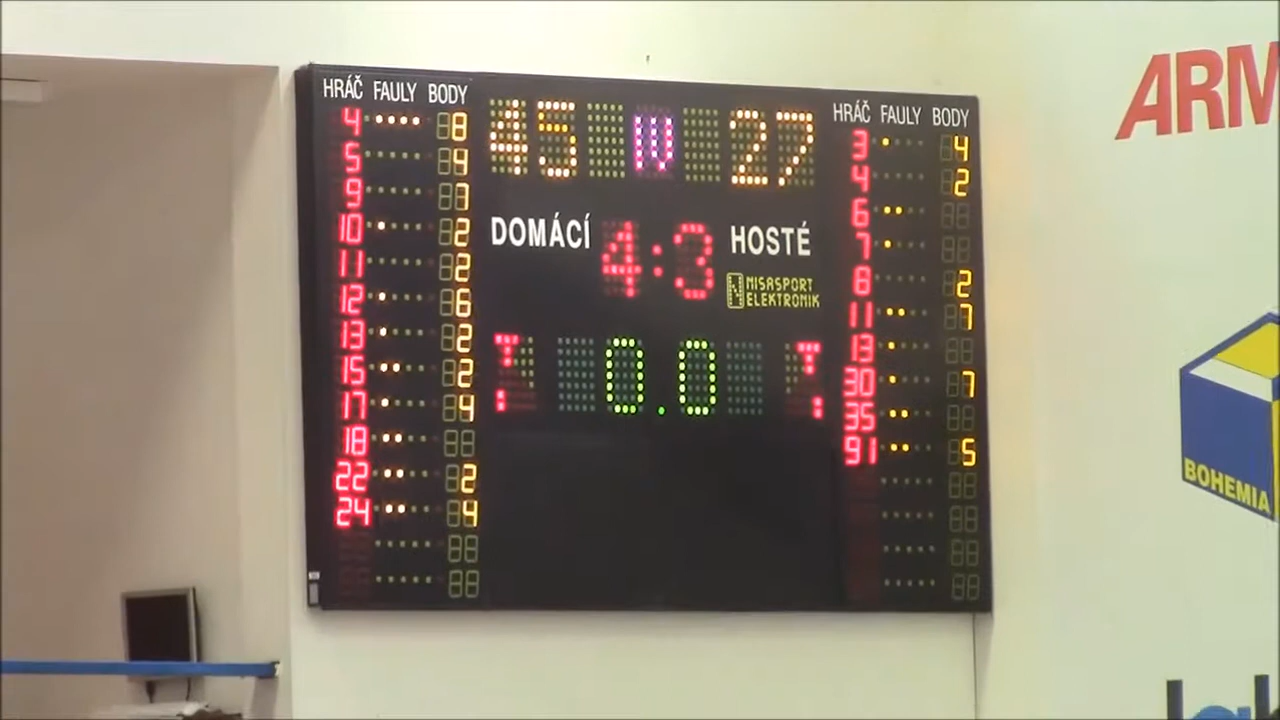 HRÁČ FAULY BODY
4 8
5 4
9 7
10 2
11 2
12 6
13 2
15 2
17 4
18
22 2
24 4
45 IV 27
DOMÁCÍ 4:3 HOSTÉ
NISASPORT
ELEKTRONIK
0.0
HRÁČ FAULY BODY
3 4
4 2
6
7
8 2
11 7
13
30 7
35
91 5
ARM
BOHEMIA